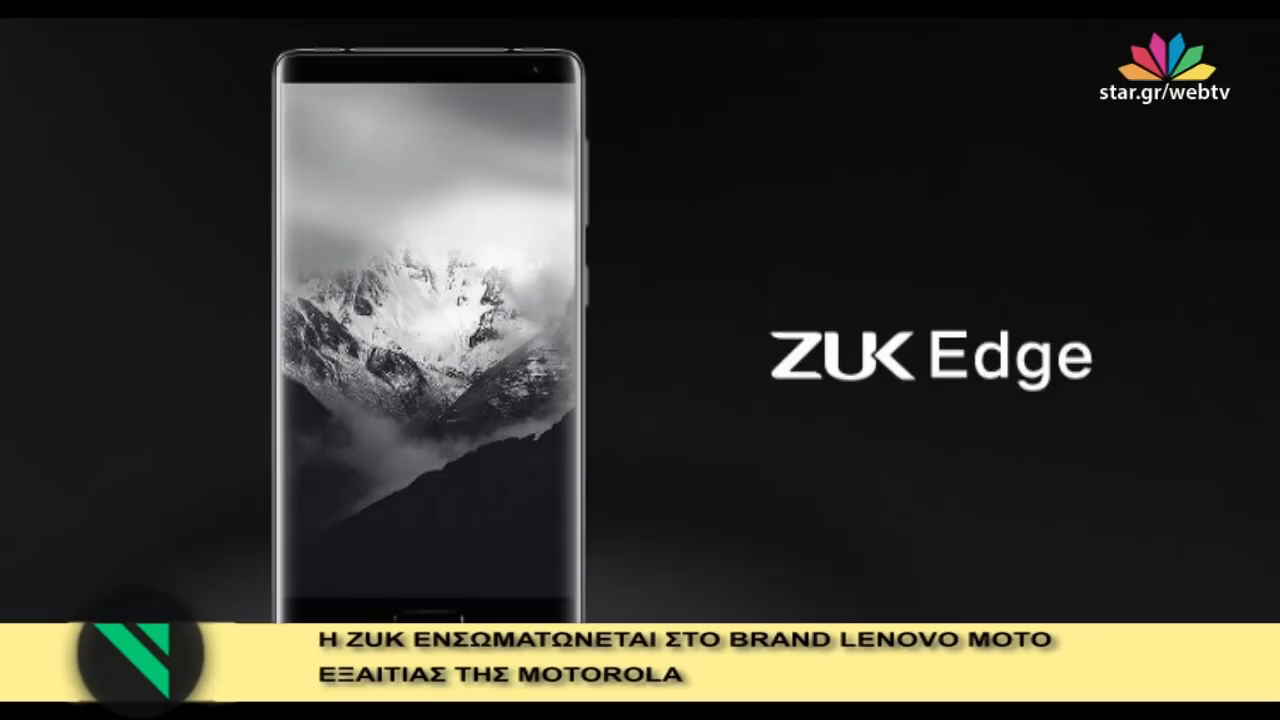 star.gr/webtv
ZUK Edge
Η ZUK ΕΝΣΩΜΑΤΩΝΕΤΑΙ ΣΤΟ BRAND LENOVO MOTO
ΕΞΑΙΤΙΑΣ ΤΗΣ MOTOROLA